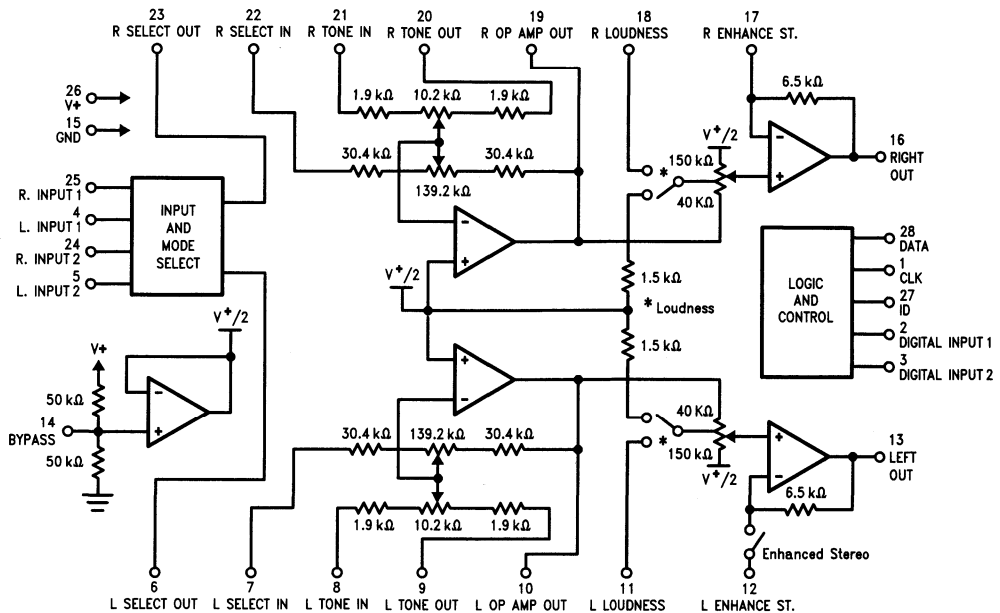 23
R SELECT OUT
22
R SELECT IN
21
R TONE IN
20
R TONE OUT
19
R OP AMP OUT
18
R LOUDNESS
17
R ENHANCE ST.
26
V+
15
GND
1.9 kΩ
10.2 kΩ
1.9 kΩ
6.5 kΩ
30.4 kΩ
30.4 kΩ
139.2 kΩ
V+/2
150 kΩ
*
40 KΩ
-
+
16
RIGHT
OUT
25
R. INPUT 1
4
L. INPUT 1
24
R. INPUT 2
5
L. INPUT 2
INPUT
AND
MODE
SELECT
-
+
V+/2
1.5 kΩ
* Loudness
1.5 kΩ
LOGIC
AND
CONTROL
28
DATA
1
CLK
27
ID
2
DIGITAL INPUT 1
3
DIGITAL INPUT 2
V+/2
V+
50 kΩ
14
BYPASS
50 kΩ
-
+
+
-
30.4 kΩ
139.2 kΩ
30.4 kΩ
40 KΩ
*
150 kΩ
V+/2
+
-
13
LEFT
OUT
6.5 kΩ
1.9 kΩ
10.2 kΩ
1.9 kΩ
Enhanced Stereo
6
L SELECT OUT
7
L SELECT IN
8
L TONE IN
9
L TONE OUT
10
L OP AMP OUT
11
L LOUDNESS
12
L ENHANCE ST.